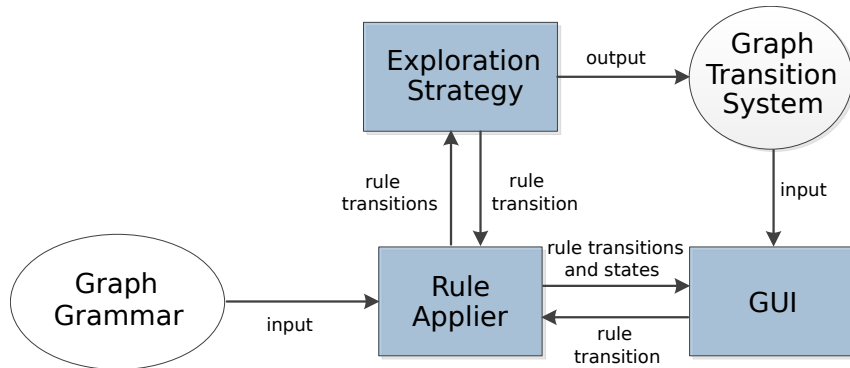 Exploration
Strategy
output
Graph
Transition
System
rule
transitions
rule
transition
input
Graph
Grammar
input
Rule
Applier
rule transitions
and states
rule
transition
GUI